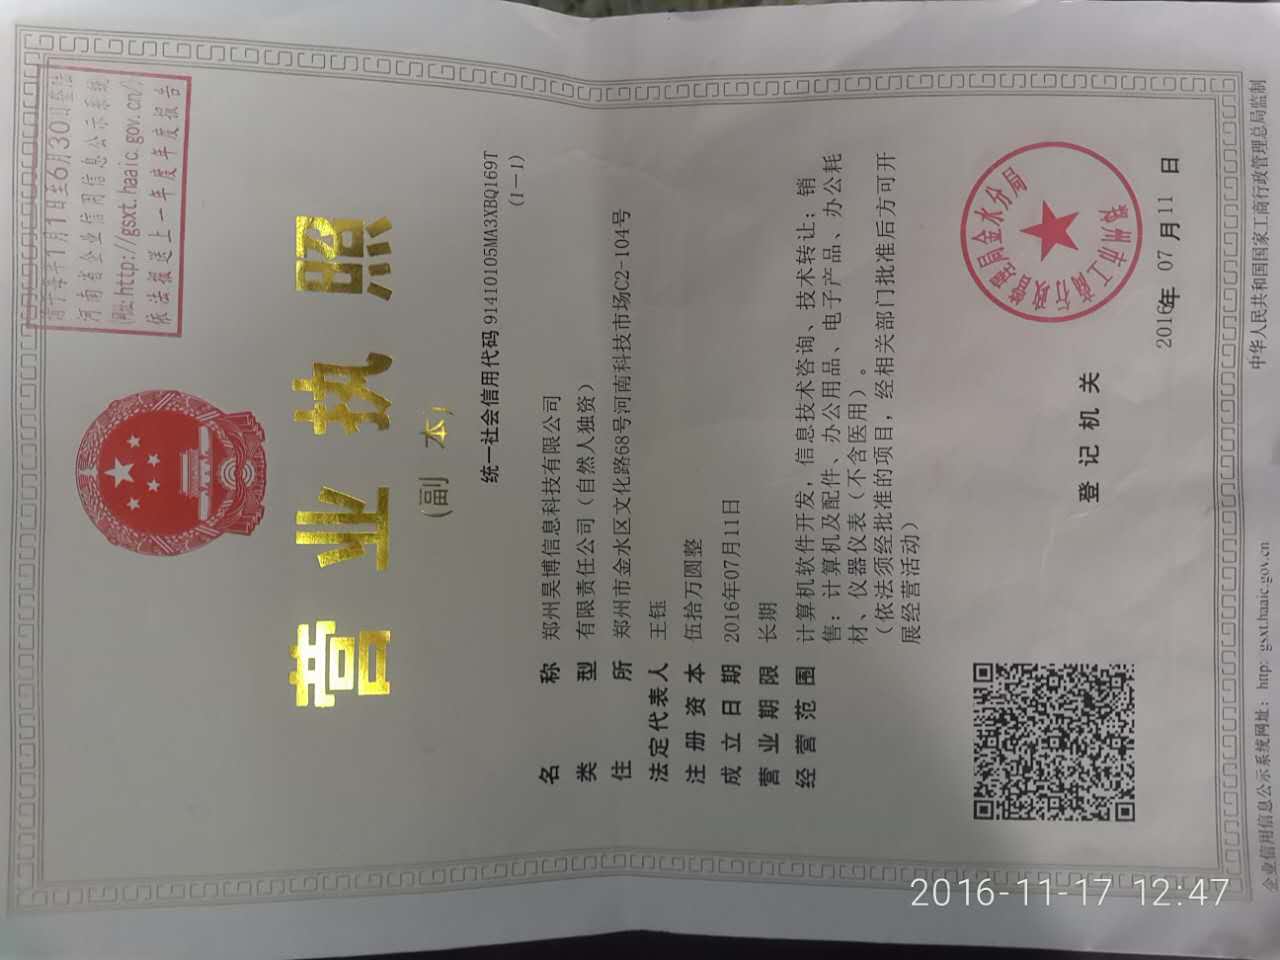 请于每年1月1日至6月30日登陆
河南省企业信用信息公示系统
(网址:http://gsxt.haaic.gov.cn/)
依法报送上一年度年度报告
营业执照
(副 本)
统一社会信用代码 91410105MA3XBQ169T
(1-1)
名 称 郑州昊博信息科技有限公司
类 型 有限责任公司(自然人独资)
住 所 郑州市金水区文化路68号河南科技市场C2-104号
法定代表人 王钰
注册资本 伍拾万圆整
成立日期 2016年07月11日
营业期限 长期
经营范围 计算机软件开发,信息技术咨询、技术转让;销
售:计算机及配件、办公用品、电子产品、办公耗
材、仪器仪表(不含医用)。
(依法须经批准的项目,经相关部门批准后方可开
展经营活动)
登记机关
郑州市工商行政管理局金水分局
2016年 07月11 日
企业信用信息公示系统网址: http: gsxt.haaic.gov.cn
中华人民共和国国家工商行政管理总局监制
2016-11-17 12:47